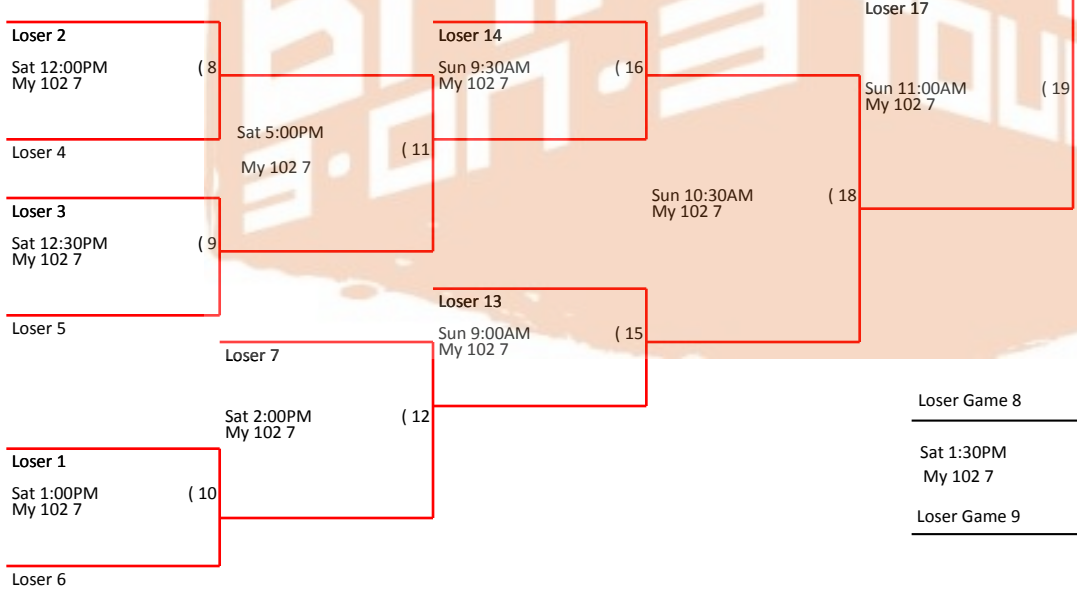 Loser 17
Loser 2
Sat 12:00PM
My 102 7
( 8
Loser 4
Loser 3
Sat 12:30PM
My 102 7
( 9
Loser 5
Sat 5:00PM
My 102 7
( 11
Loser 14
Sun 9:30AM
My 102 7
( 16
Sun 10:30AM
My 102 7
( 18
Sun 11:00AM
My 102 7
( 19
Loser 13
Sun 9:00AM
My 102 7
( 15
Loser 7
Sat 2:00PM
My 102 7
( 12
Loser 1
Sat 1:00PM
My 102 7
( 10
Loser 6
Loser Game 8
Sat 1:30PM
My 102 7
Loser Game 9